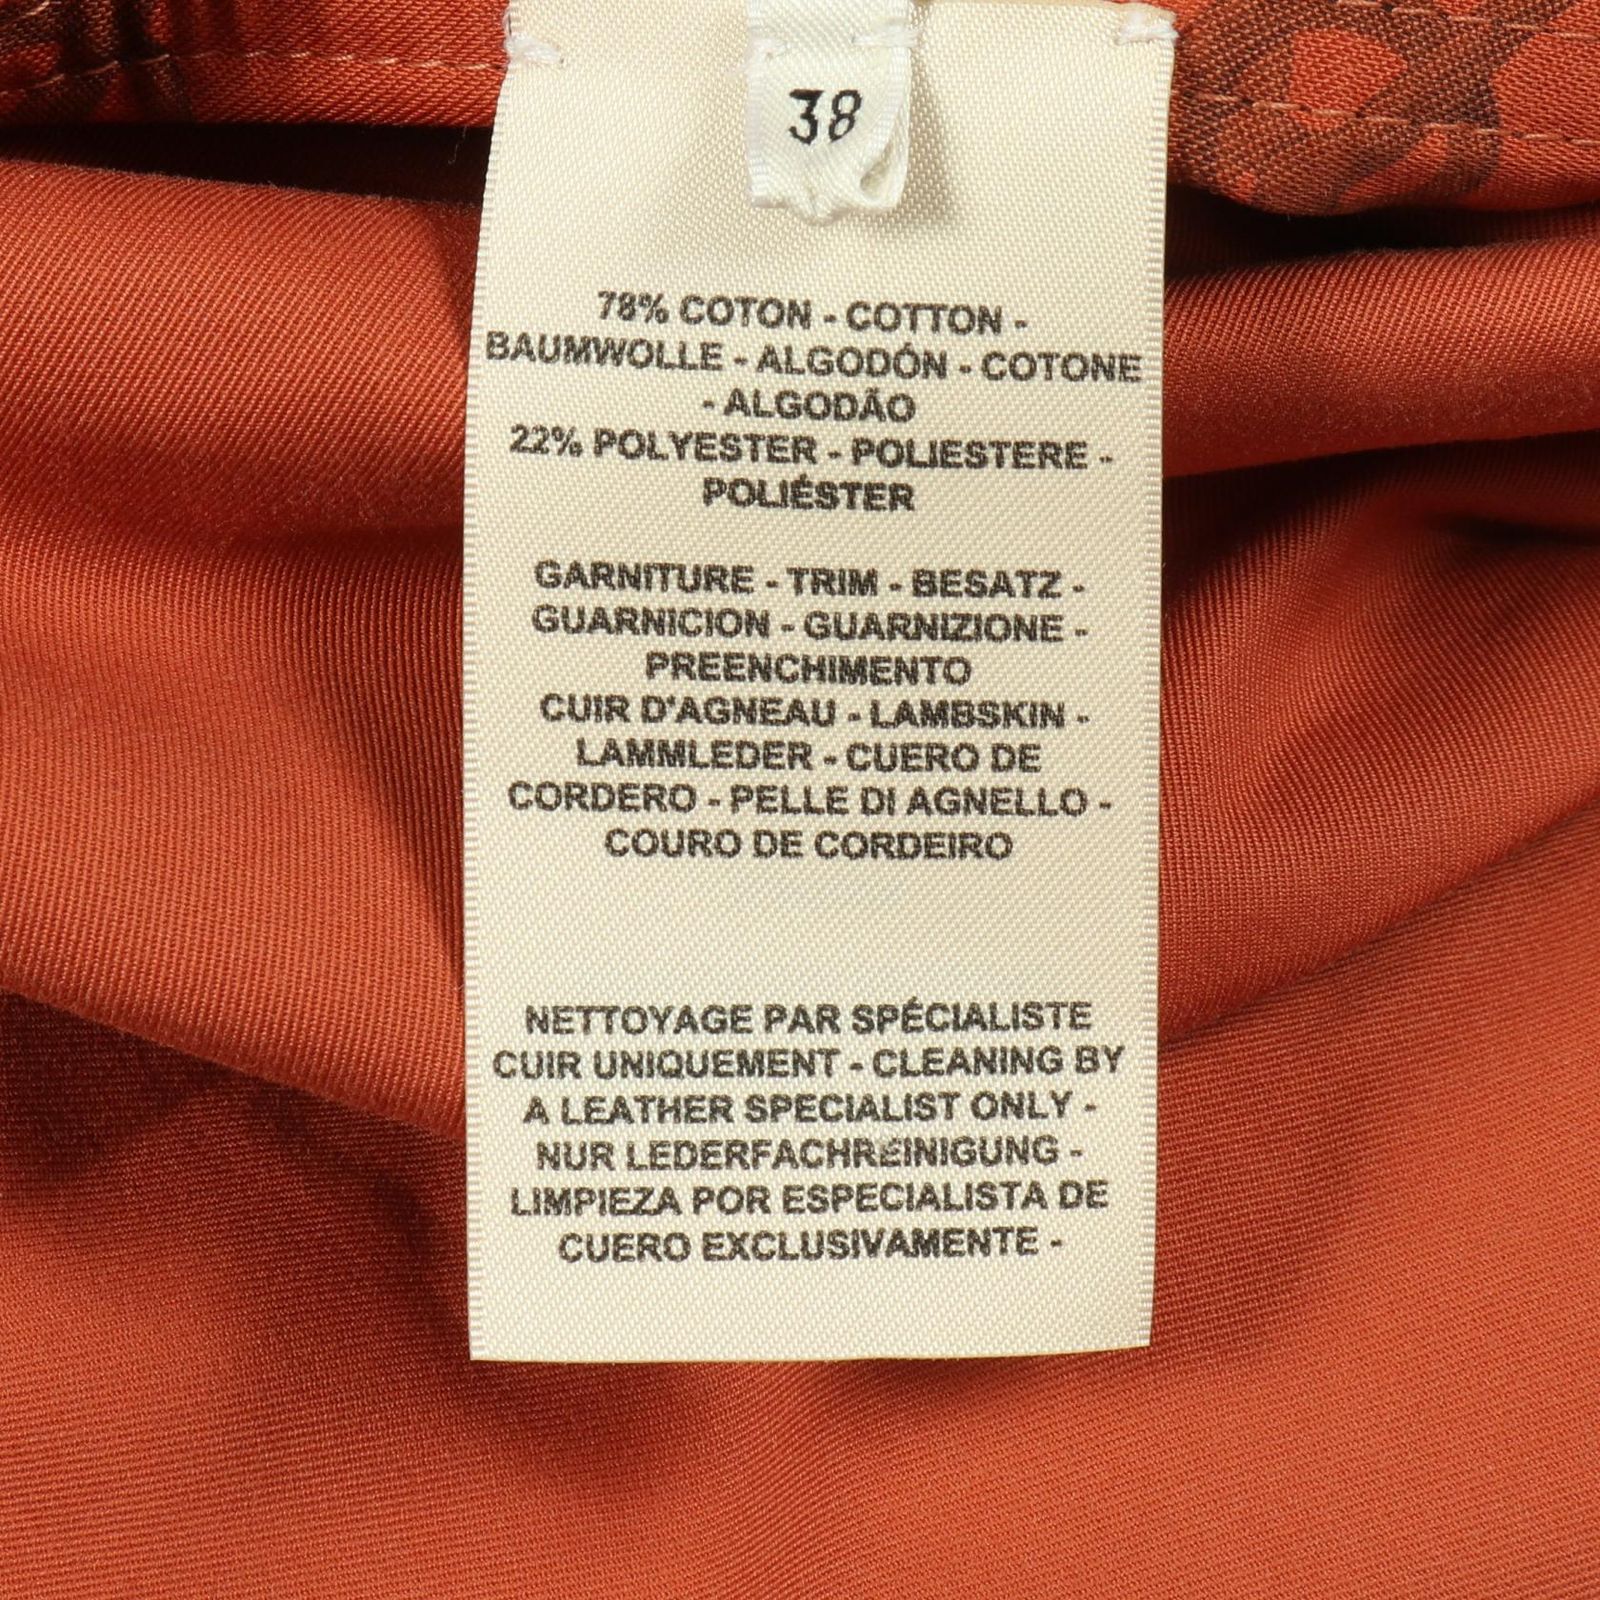 38
78% COTON - COTTON -
BAUMWOLLE - ALGODÓN - COTONE
- ALGODÃO
22% POLYESTER - POLIESTERE -
POLIÉSTER
GARNITURE - TRIM - BESATZ -
GUARNICION - GUARNIZIONE -
PREENCHIMENTO
CUIR D'AGNEAU - LAMBSKIN -
LAMMLEDER - CUERO DE
CORDERO - PELLE DI AGNELLO -
COURO DE CORDEIRO
NETTOYAGE PAR SPÉCIALISTE
CUIR UNIQUEMENT - CLEANING BY
A LEATHER SPECIALIST ONLY -
NUR LEDERFACHREINIGUNG -
LIMPIEZA POR ESPECIALISTA DE
CUERO EXCLUSIVAMENTE -